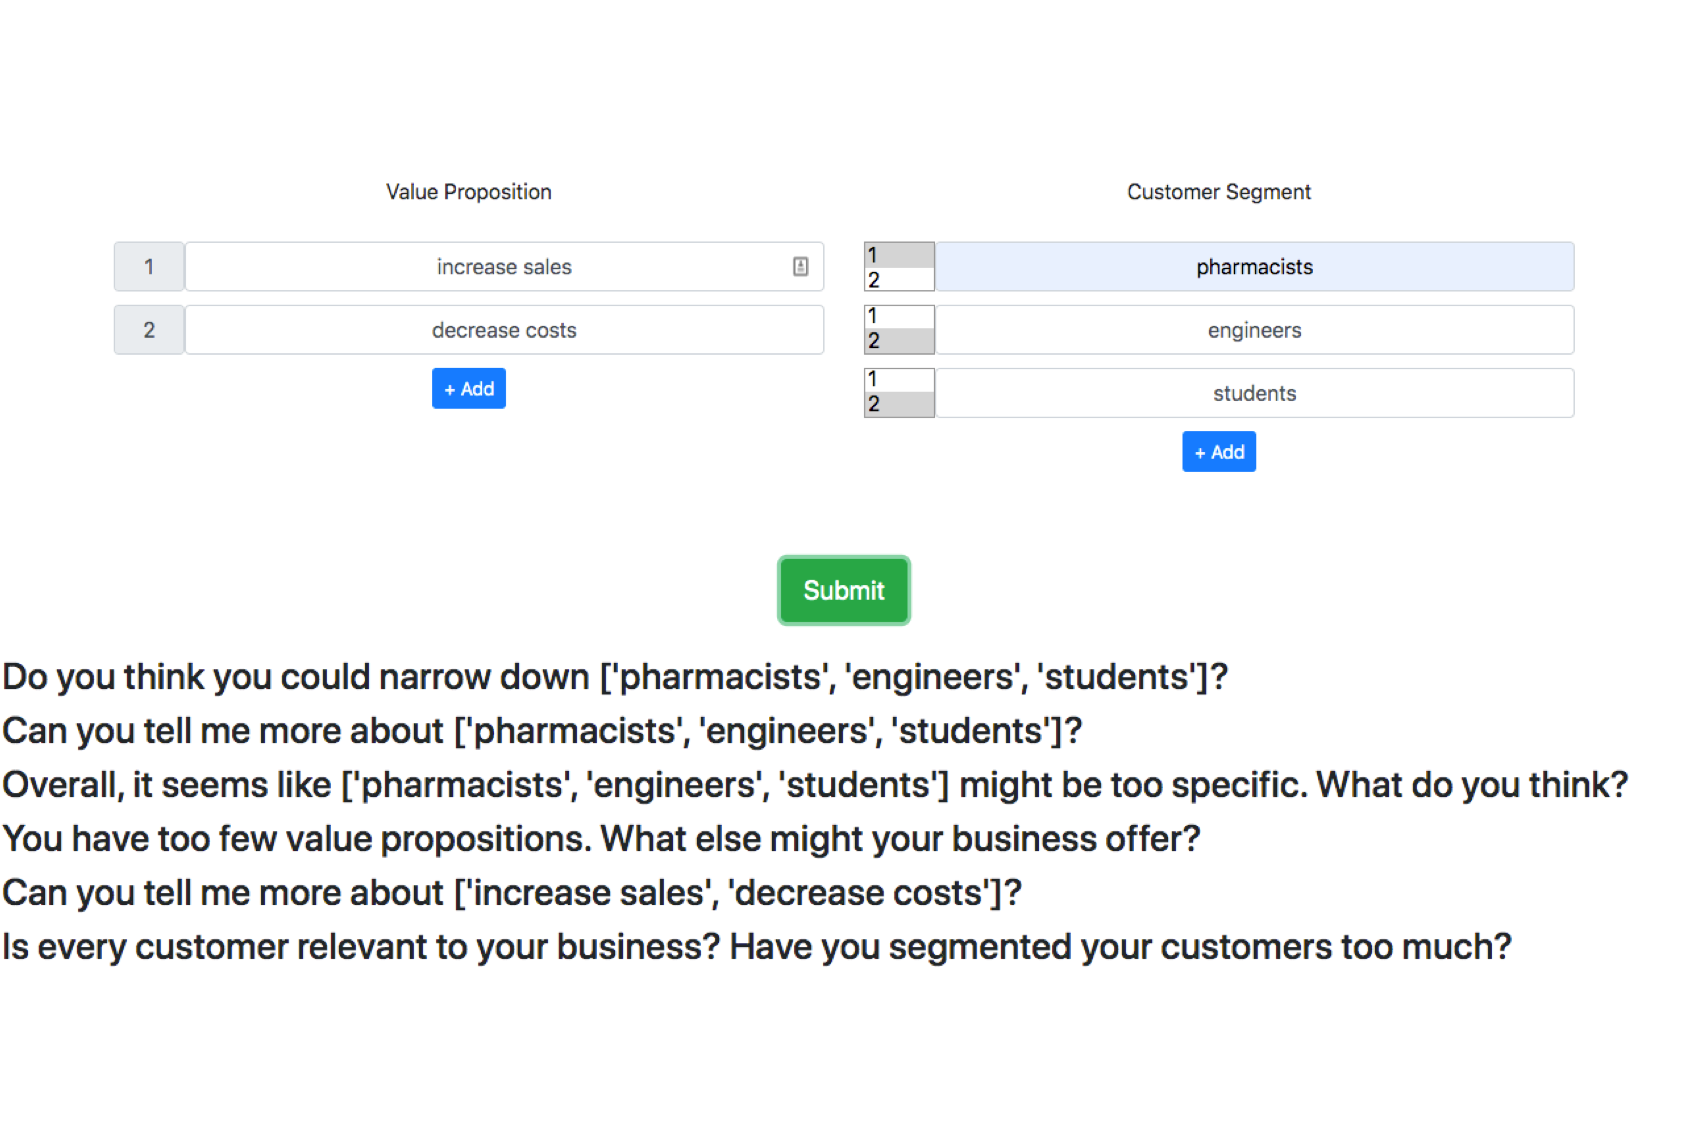 Value Proposition
Customer Segment
1 increase sales
1
2
pharmacists
2 decrease costs
1
2
engineers
+ Add
1
2
students
+ Add
Submit
Do you think you could narrow down ['pharmacists', 'engineers', 'students']?
Can you tell me more about ['pharmacists', 'engineers', 'students']?
Overall, it seems like ['pharmacists', 'engineers', 'students'] might be too specific. What do you think?
You have too few value propositions. What else might your business offer?
Can you tell me more about ['increase sales', 'decrease costs']?
Is every customer relevant to your business? Have you segmented your customers too much?